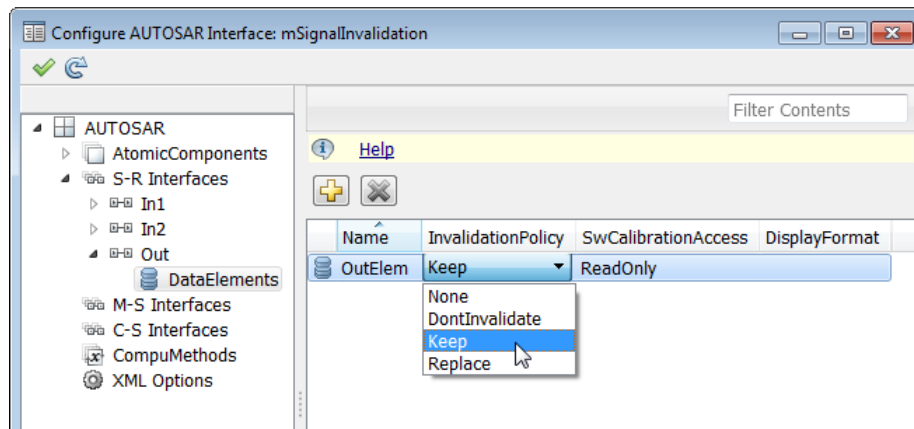 Configure AUTOSAR Interface: mSignalInvalidation
Filter Contents
AUTOSAR
AtomicComponents
S-R Interfaces
In1
In2
Out
DataElements
M-S Interfaces
C-S Interfaces
CompuMethods
XML Options
Help
Name InvalidationPolicy SwCalibrationAccess DisplayFormat
OutElem Keep ReadOnly
None
DontInvalidate
Keep
Replace